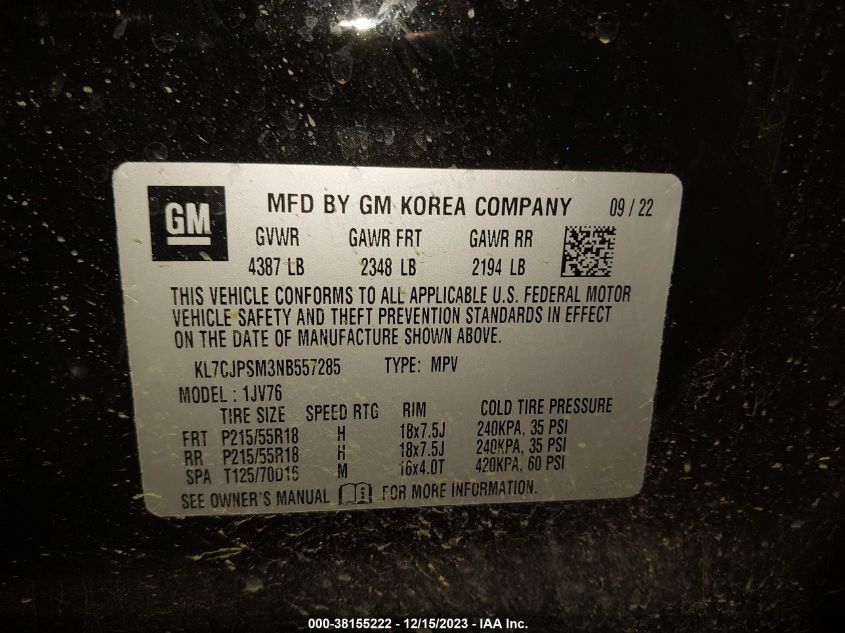 GM MFD BY GM KOREA COMPANY 09 / 22
GVWR GAWR FRT GAWR RR
4387 LB 2348 LB 2194 LB
THIS VEHICLE CONFORMS TO ALL APPLICABLE U.S. FEDERAL MOTOR
VEHICLE SAFETY AND THEFT PREVENTION STANDARDS IN EFFECT
ON THE DATE OF MANUFACTURE SHOWN ABOVE.
KL7CJPSM3NB557285 TYPE: MPV
MODEL : 1JV76
TIRE SIZE SPEED RTG RIM COLD TIRE PRESSURE
FRT P215/55R18 H 18x7.5J 240KPA, 35 PSI
RR P215/55R18 H 18x7.5J 240KPA, 35 PSI
SPA T125/70D16 M 16x4.0T 420KPA, 60 PSI
SEE OWNER'S MANUAL FOR MORE INFORMATION.
000-38155222 - 12/15/2023 - IAA Inc.